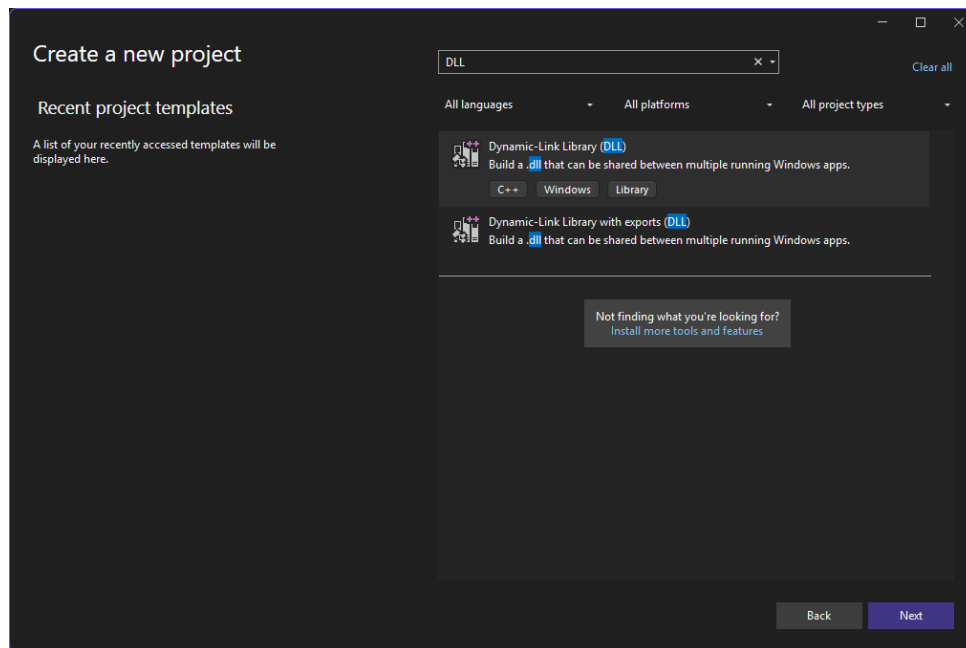 Create a new project
Recent project templates
A list of your recently accessed templates will be
displayed here.
DLL
Clear all
All languages
All platforms
All project types
Dynamic-Link Library (DLL)
Build a .dll that can be shared between multiple running Windows apps.
C++
Windows
Library
Dynamic-Link Library with exports (DLL)
Build a .dll that can be shared between multiple running Windows apps.
Not finding what you're looking for?
Install more tools and features
Back
Next